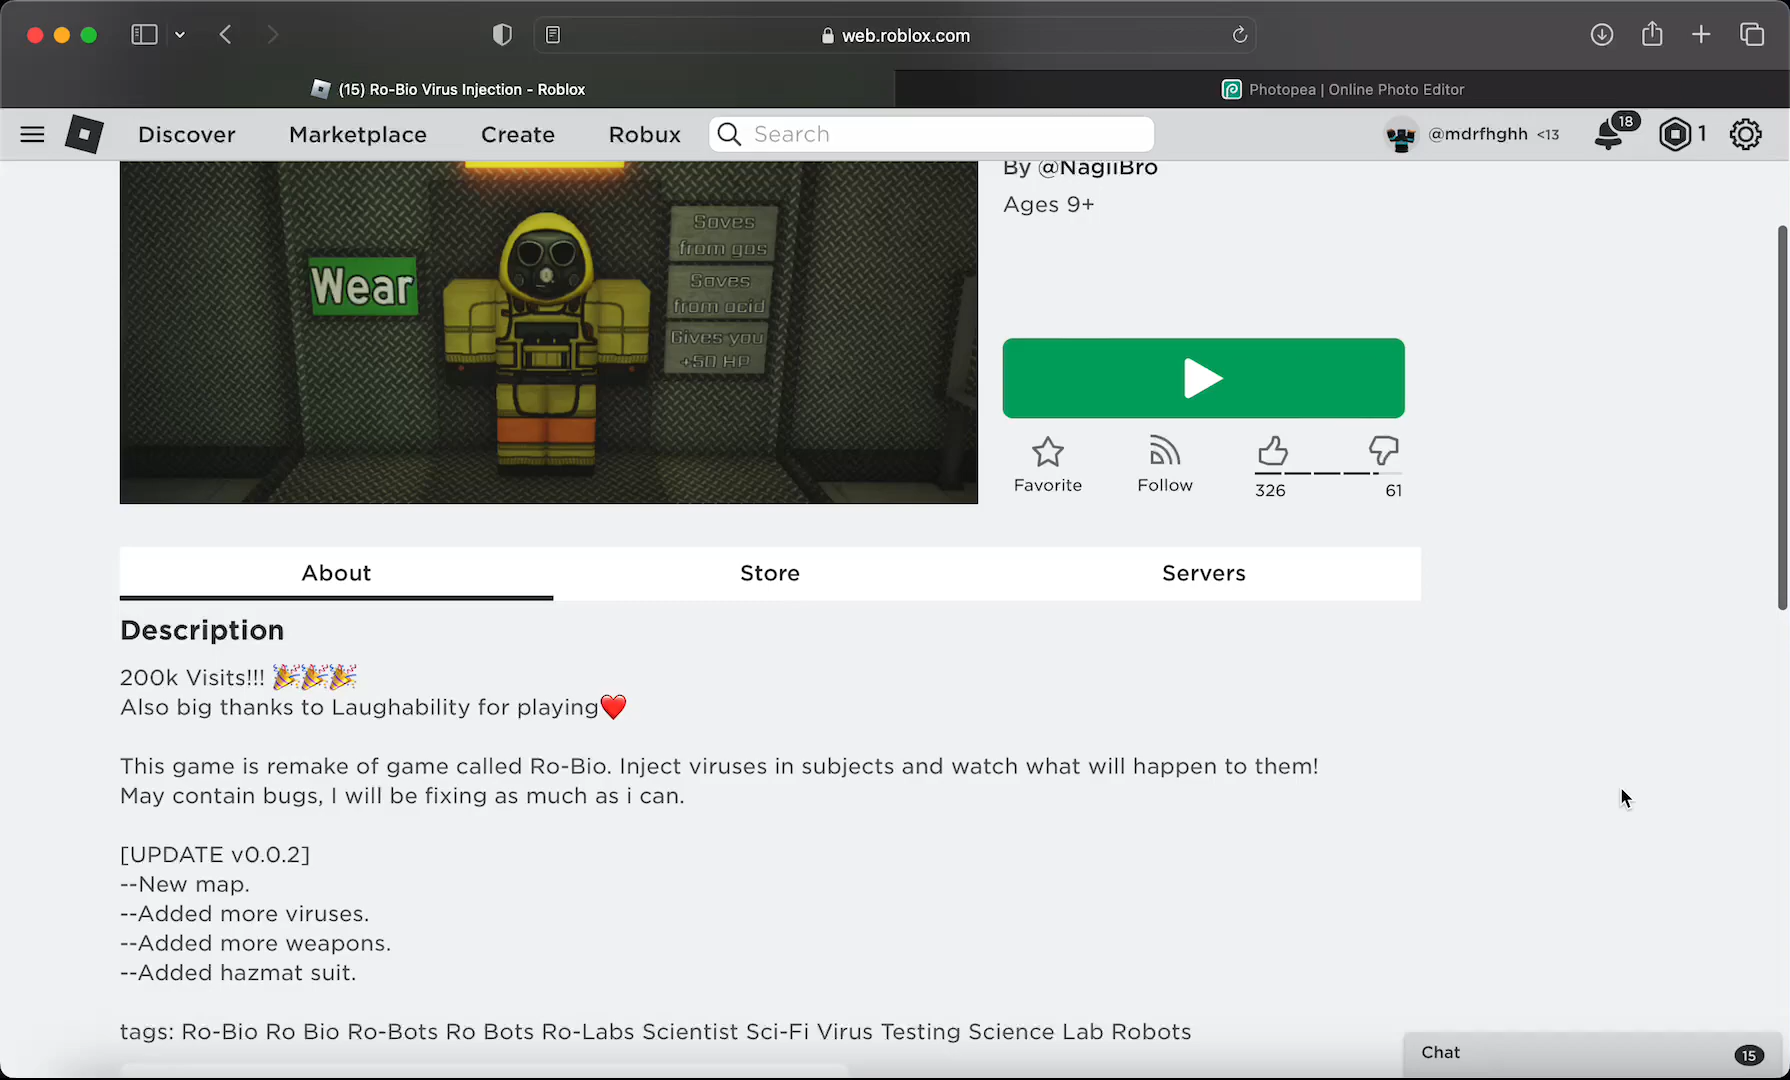 web.roblox.com
(15) Ro-Bio Virus Injection - Roblox
Photopea | Online Photo Editor
Discover
Marketplace
Create
Robux
Search
@mdrfhghh <13
18
1
By @NagiiBro
Ages 9+
Wear
Saves
from gas
Saves
from acid
Gives you
+50 HP
Favorite
Follow
326
61
About
Store
Servers
Description
200k Visits!!! 🎉🎉🎉
Also big thanks to Laughability for playing❤️
This game is remake of game called Ro-Bio. Inject viruses in subjects and watch what will happen to them!
May contain bugs, I will be fixing as much as i can.
[UPDATE v0.0.2]
--New map.
--Added more viruses.
--Added more weapons.
--Added hazmat suit.
tags: Ro-Bio Ro Bio Ro-Bots Ro Bots Ro-Labs Scientist Sci-Fi Virus Testing Science Lab Robots
Chat
15